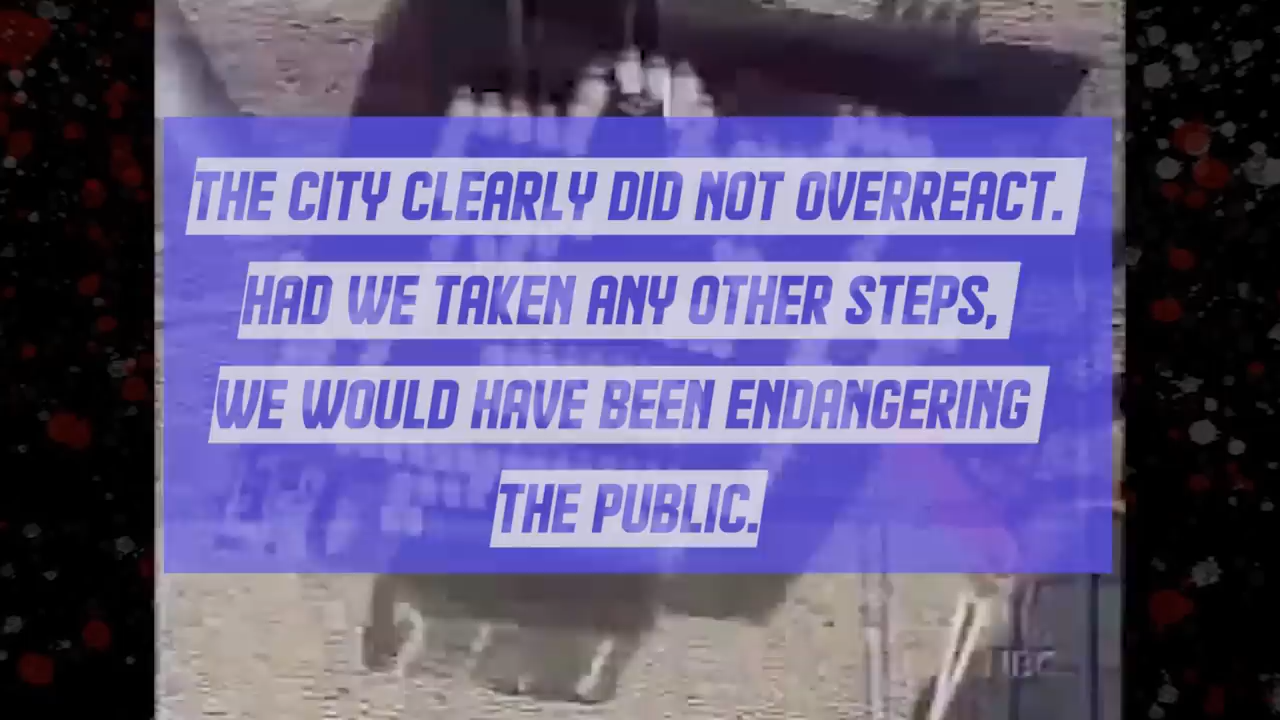 THE CITY CLEARLY DID NOT OVERREACT.
HAD WE TAKEN ANY OTHER STEPS,
WE WOULD HAVE BEEN ENDANGERING
THE PUBLIC.